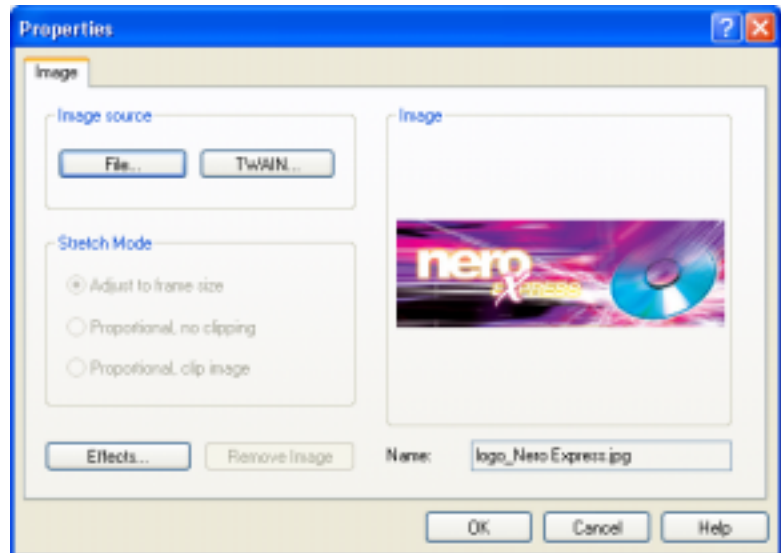 Properties
Image
Image source
File...
TWAIN...
Stretch Mode
Adjust to frame size
Proportional, no clipping
Proportional, clip image
Effects...
Remove Image
Image
nero
EXPRESS
Name:
logo_Nero Express.jpg
OK
Cancel
Help